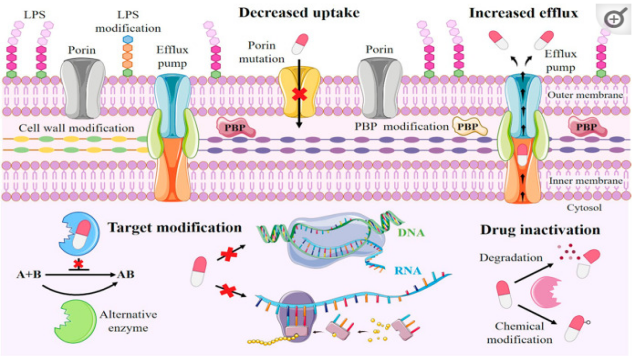 LPS
LPS
modification
Decreased uptake
Increased efflux
Porin
Efflux
pump
Porin
mutation
Porin
Efflux
pump
Outer membrane
Cell wall modification
PBP
PBP modification
PBP
PBP
Inner membrane
Cytosol
Target modification
DNA
RNA
A+B
AB
Alternative
enzyme
Drug inactivation
Degradation
Chemical
modification